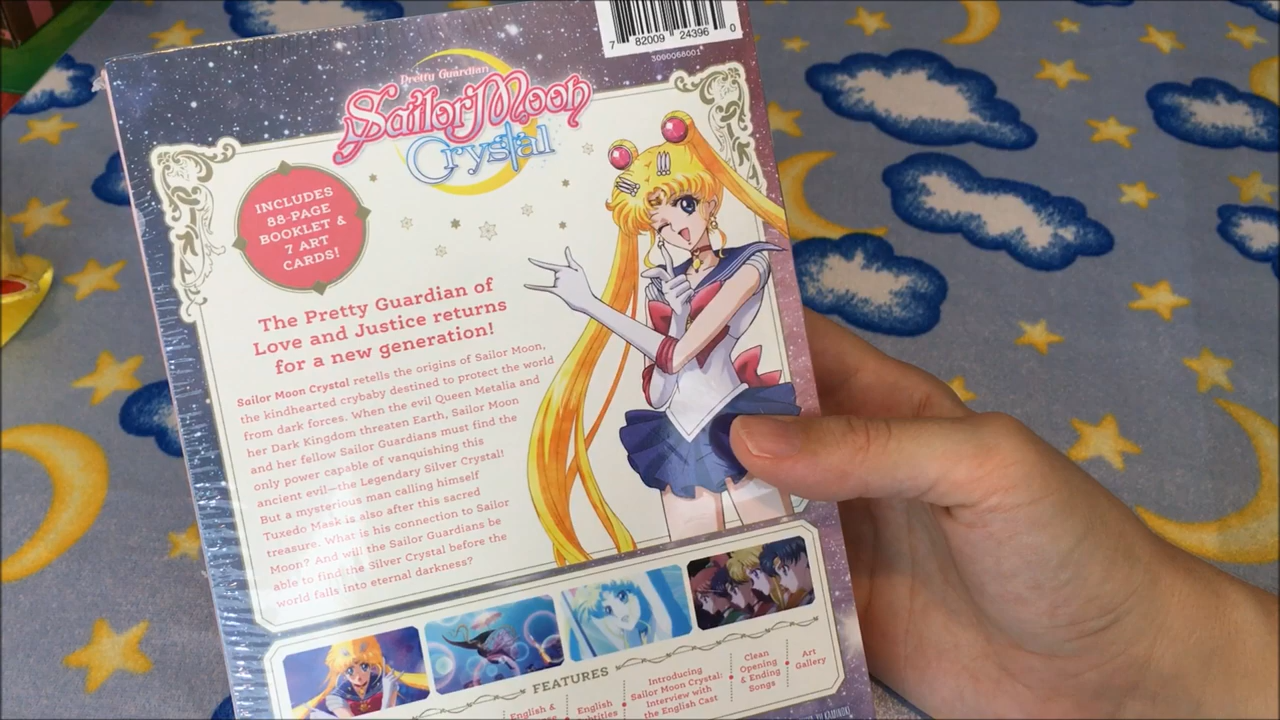 7 82009 24396 0
3000068001
Pretty Guardian
Sailor Moon
Crystal
INCLUDES
88-PAGE
BOOKLET &
7 ART
CARDS!
The Pretty Guardian of
Love and Justice returns
for a new generation!
Sailor Moon Crystal retells the origins of Sailor Moon,
the kindhearted crybaby destined to protect the world
from dark forces. When the evil Queen Metalia and
her Dark Kingdom threaten Earth, Sailor Moon
and her fellow Sailor Guardians must find the
only power capable of vanquishing this
ancient evil—the Legendary Silver Crystal!
But a mysterious man calling himself
Tuxedo Mask is also after this sacred
treasure. What is his connection to Sailor
Moon? And will the Sailor Guardians be
able to find the Silver Crystal before the
world falls into eternal darkness?
FEATURES
English &
English
Introducing
Sailor Moon Crystal:
Interview with
the English Cast
Clean
Opening
& Ending
Songs
Art
Gallery